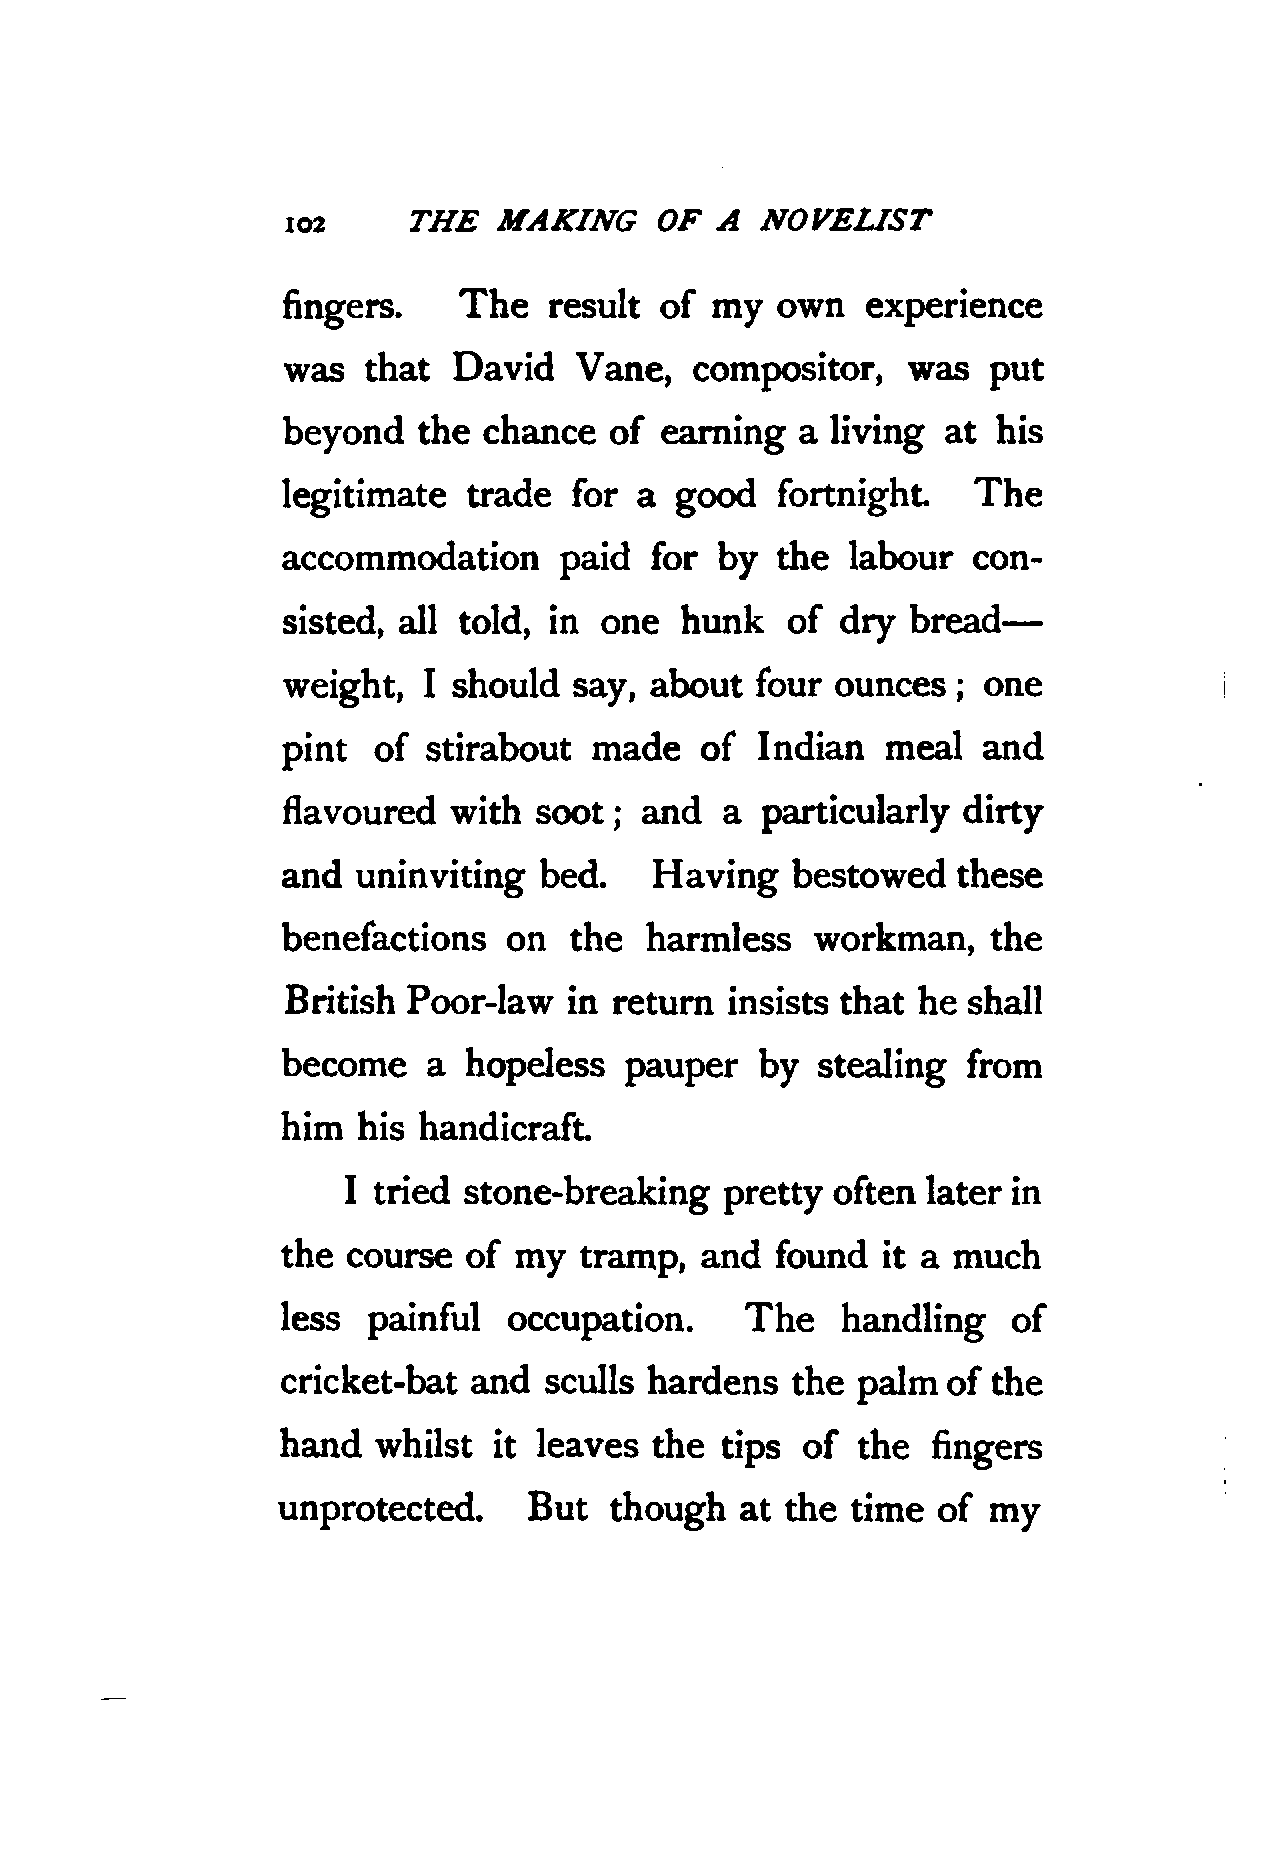 102 THE MAKING OF A NOVELIST
fingers. The result of my own experience
was that David Vane, compositor, was put
beyond the chance of earning a living at his
legitimate trade for a good fortnight. The
accommodation paid for by the labour con-
sisted, all told, in one hunk of dry bread—
weight, I should say, about four ounces ; one
pint of stirabout made of Indian meal and
flavoured with soot ; and a particularly dirty
and uninviting bed. Having bestowed these
benefactions on the harmless workman, the
British Poor-law in return insists that he shall
become a hopeless pauper by stealing from
him his handicraft.
I tried stone-breaking pretty often later in
the course of my tramp, and found it a much
less painful occupation. The handling of
cricket-bat and sculls hardens the palm of the
hand whilst it leaves the tips of the fingers
unprotected. But though at the time of my